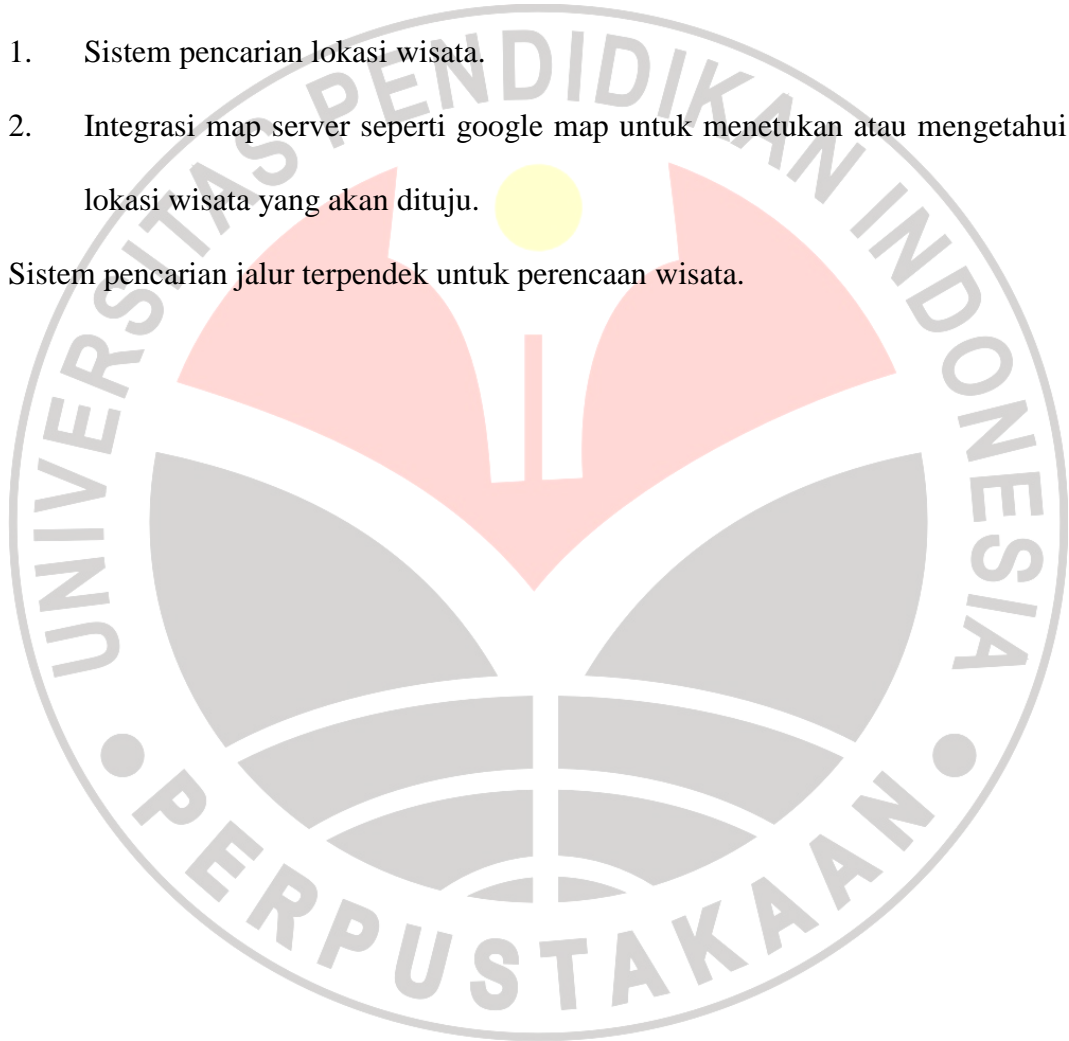 1. Sistem pencarian lokasi wisata.
2. Integrasi map server seperti google map untuk menetukan atau mengetahui
lokasi wisata yang akan dituju.
Sistem pencarian jalur terpendek untuk perencaan wisata.
UNIVERSITAS PENDIDIKAN INDONESIA
PERPUSTAKAAN